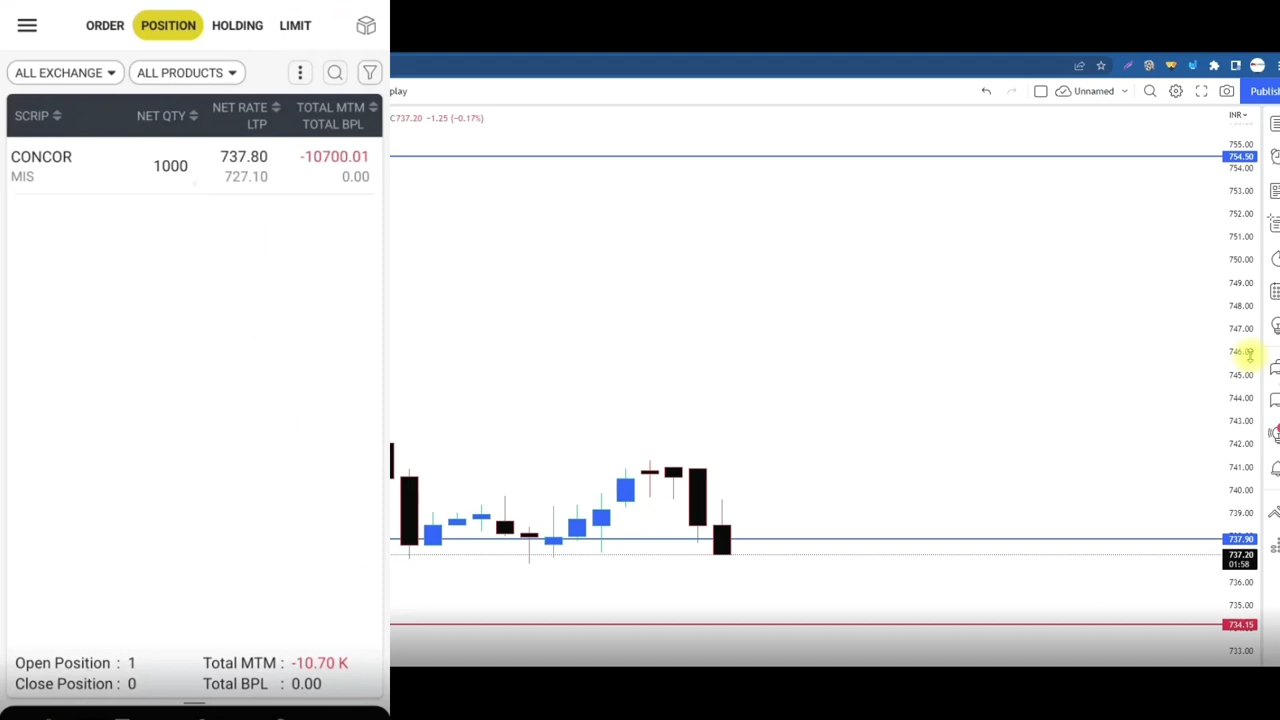 ORDER POSITION HOLDING LIMIT
ALL EXCHANGE ALL PRODUCTS
SCRIP NET QTY NET RATE TOTAL MTM
LTP TOTAL BPL
CONCOR 1000 737.80 -10700.01
MIS 727.10 0.00
Open Position : 1 Total MTM : -10.70 K
Close Position : 0 Total BPL : 0.00
play Unnamed Publis
C737.20 −1.25 (−0.17%) INR
755.00
754.50
754.00
753.00
752.00
751.00
750.00
749.00
748.00
747.00
746.00
745.00
744.00
743.00
742.00
741.00
740.00
739.00
737.90
737.20
01:58
736.00
735.00
734.15
733.00